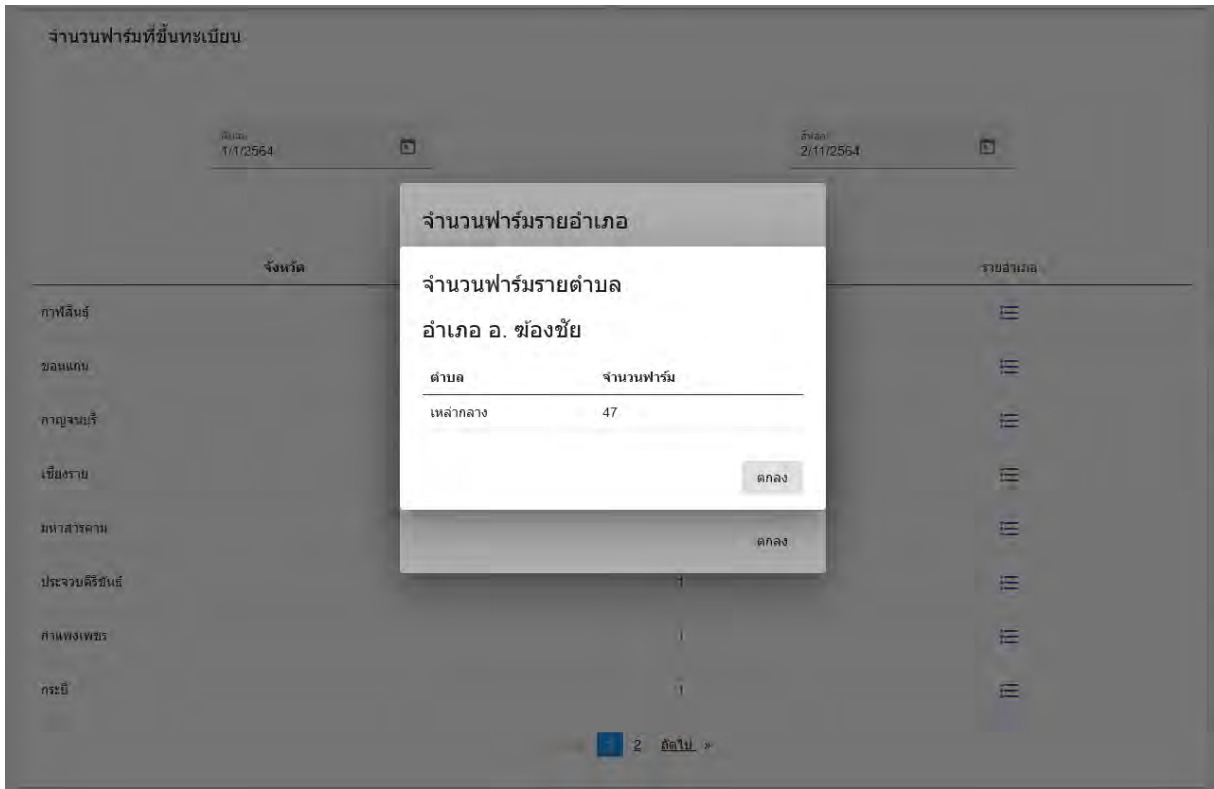 จำนวนฟาร์มที่ขึ้นทะเบียน
1/1/2564
2/11/2564
จำนวนฟาร์มรายอำเภอ
จังหวัด
รายอำเภอ
จำนวนฟาร์มรายตำบล
อำเภอ อ. ฆ้องชัย
ตำบล จำนวนฟาร์ม
เหล่ากลาง 47
ตกลง
ตกลง
กาฬสินธุ์
ขอนแก่น
กาญจนบุรี
เชียงราย
มหาสารคาม
ประจวบคีรีขันธ์ 1
กำแพงเพชร 1
กระบี่ 1
1 2 ถัดไป »